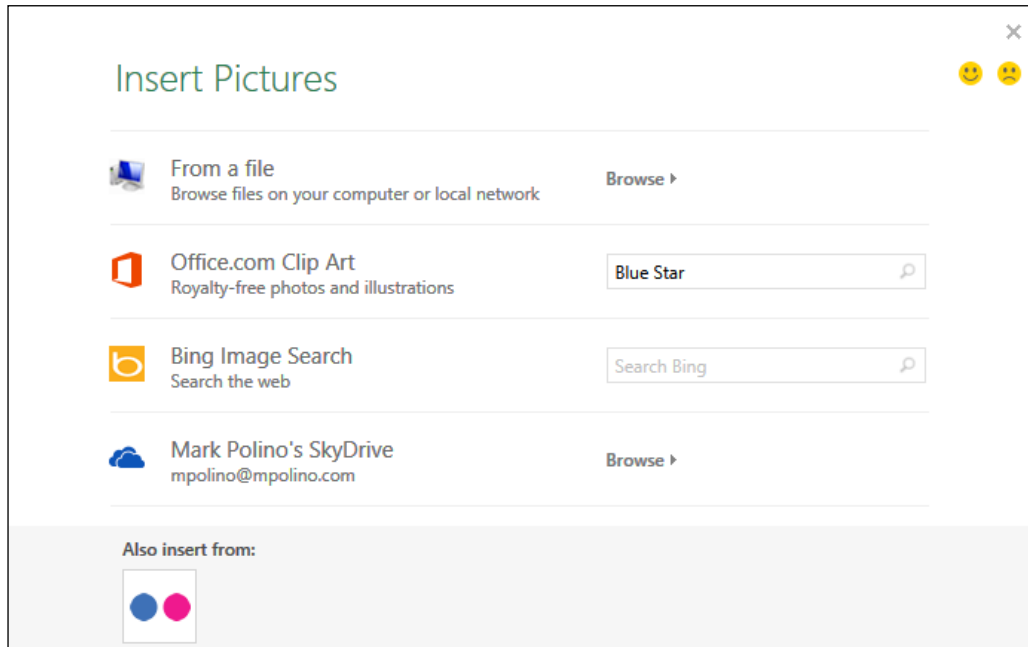 Insert Pictures
From a file
Browse files on your computer or local network
Browse
Office.com Clip Art
Royalty-free photos and illustrations
Blue Star
Bing Image Search
Search the web
Search Bing
Mark Polino's SkyDrive
mpolino@mpolino.com
Browse
Also insert from: